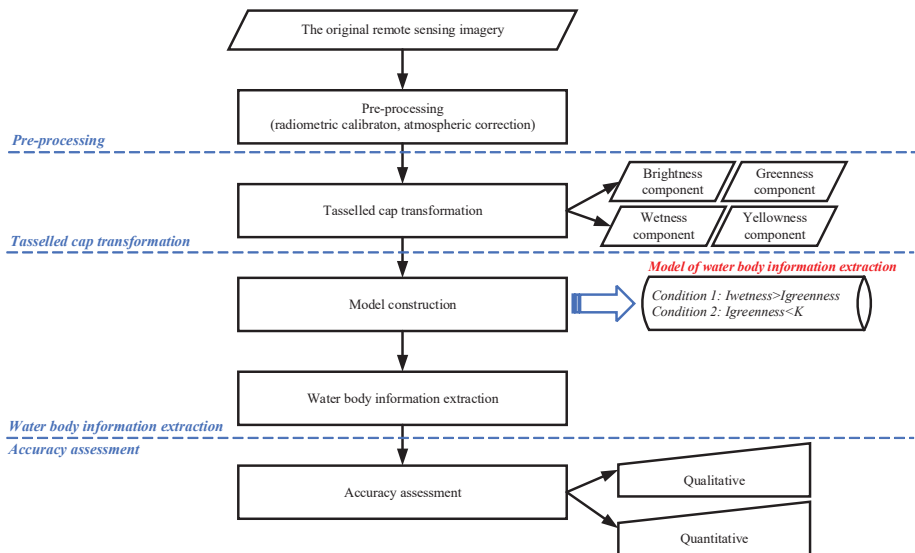 The original remote sensing imagery
Pre-processing
(radiometric calibraton, atmospheric correction)
Pre-processing
Tasselled cap transformation
Brightness
component
Greenness
component
Wetness
component
Yellowness
component
Tasselled cap transformation
Model of water body information extraction
Model construction
Condition 1: Iwetness>Igreenness
Condition 2: Igreenness<K
Water body information extraction
Water body information extraction
Accuracy assessment
Accuracy assessment
Qualitative
Quantitative